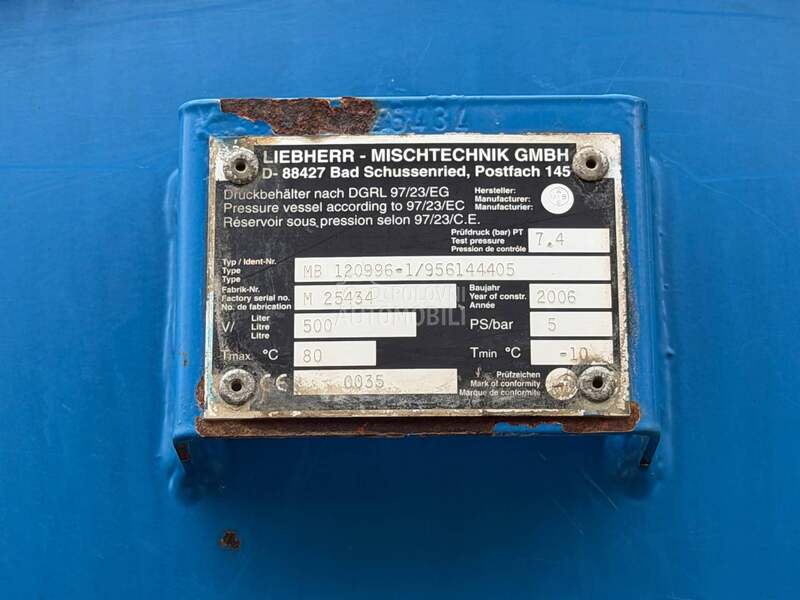 25434
LIEBHERR - MISCHTECHNIK GMBH
D- 88427 Bad Schussenried, Postfach 145
Druckbehälter nach DGRL 97/23/EG
Pressure vessel according to 97/23/EC
Réservoir sous pression selon 97/23/C.E.
Hersteller:
Manufacturer:
Manufacturier:
Prüfdruck (bar) PT
Test pressure
Pression de contrôle
7,4
Typ / Ident-Nr.
Type
Type
MB 120996-1/956144405
Fabrik-Nr.
Factory serial no.
No. de fabrication
M 25434
Baujahr
Year of constr.
Année
2006
POLOVNI
AUTOMOBILI
V/
Liter
Litre
Litre
500
PS/bar
5
Tmax. °C
80
Tmin °C
-10
CE
0035
Prüfzeichen
Mark of conformity
Marque de conformité